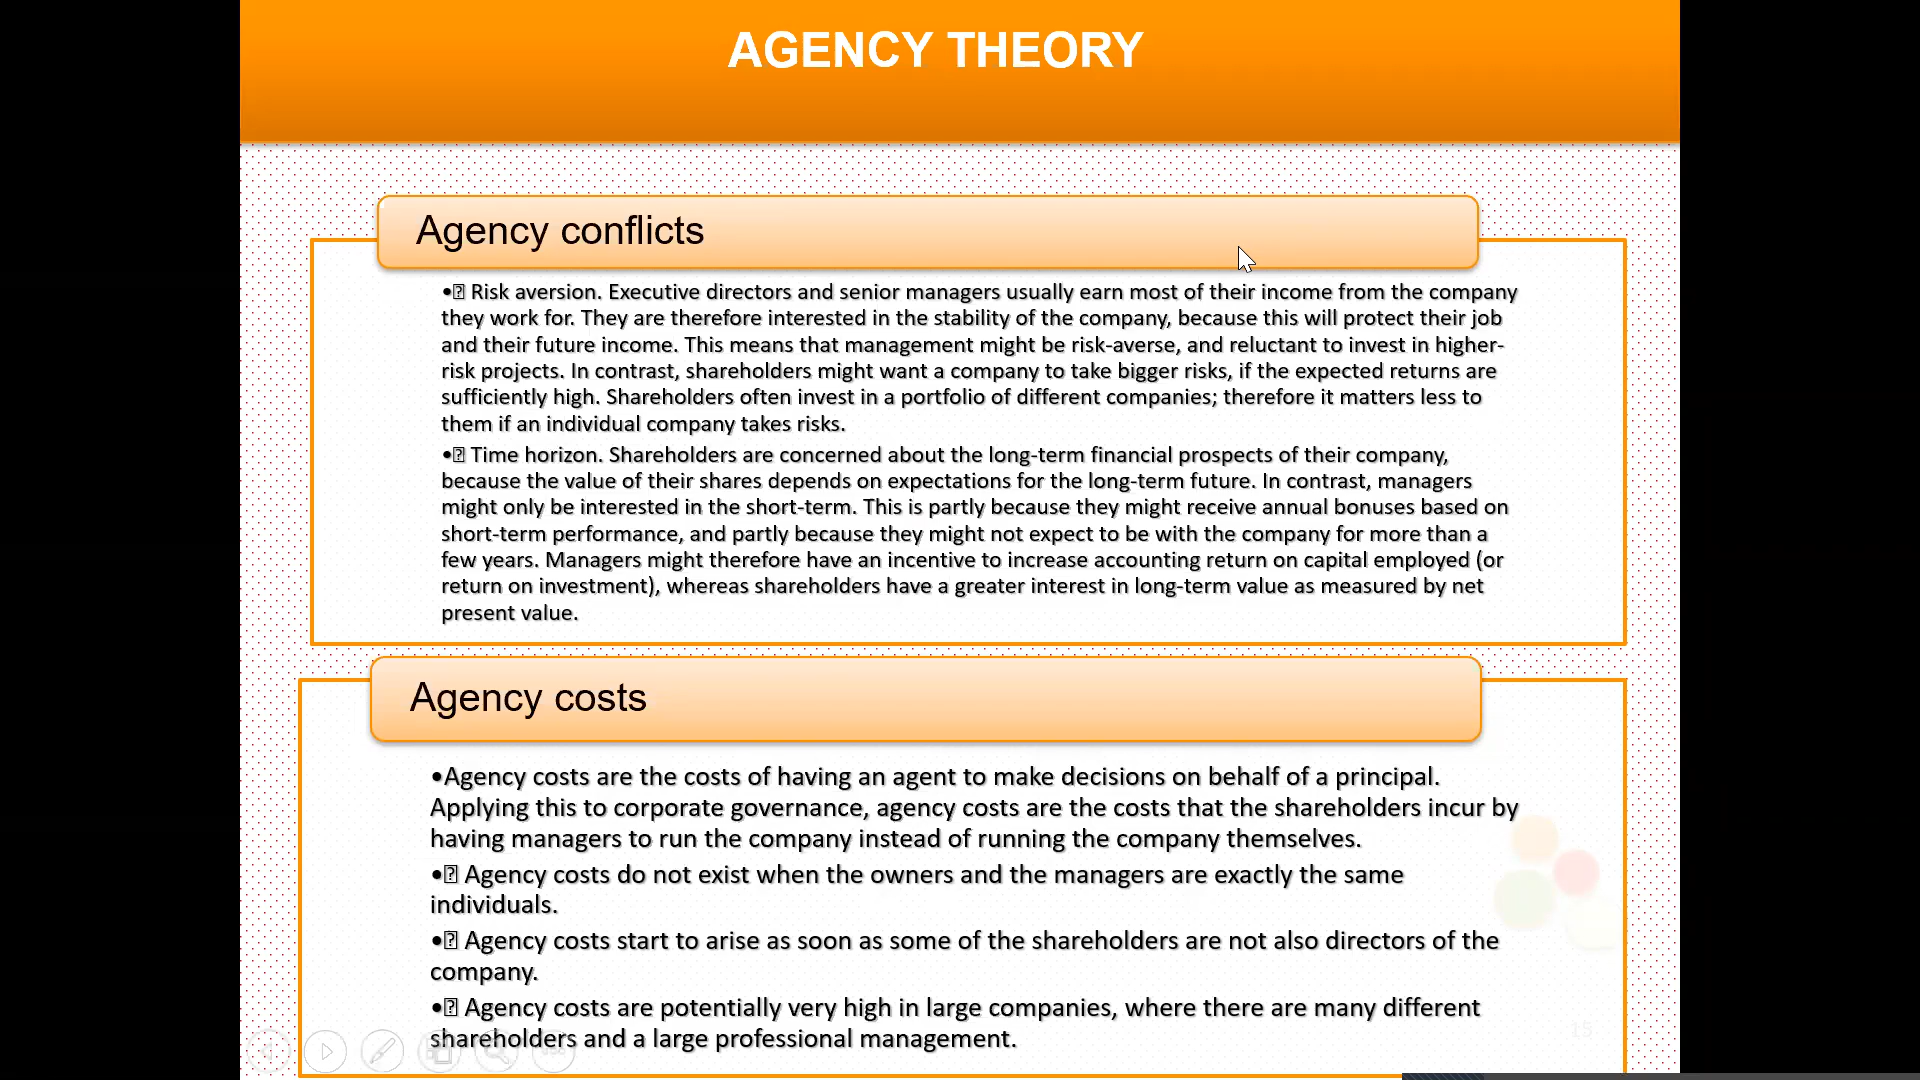 AGENCY THEORY
Agency conflicts
•⍰ Risk aversion. Executive directors and senior managers usually earn most of their income from the company
they work for. They are therefore interested in the stability of the company, because this will protect their job
and their future income. This means that management might be risk-averse, and reluctant to invest in higher-
risk projects. In contrast, shareholders might want a company to take bigger risks, if the expected returns are
sufficiently high. Shareholders often invest in a portfolio of different companies; therefore it matters less to
them if an individual company takes risks.
•⍰ Time horizon. Shareholders are concerned about the long-term financial prospects of their company,
because the value of their shares depends on expectations for the long-term future. In contrast, managers
might only be interested in the short-term. This is partly because they might receive annual bonuses based on
short-term performance, and partly because they might not expect to be with the company for more than a
few years. Managers might therefore have an incentive to increase accounting return on capital employed (or
return on investment), whereas shareholders have a greater interest in long-term value as measured by net
present value.
Agency costs
•Agency costs are the costs of having an agent to make decisions on behalf of a principal.
Applying this to corporate governance, agency costs are the costs that the shareholders incur by
having managers to run the company instead of running the company themselves.
•⍰ Agency costs do not exist when the owners and the managers are exactly the same
individuals.
•⍰ Agency costs start to arise as soon as some of the shareholders are not also directors of the
company.
•⍰ Agency costs are potentially very high in large companies, where there are many different
shareholders and a large professional management.
15